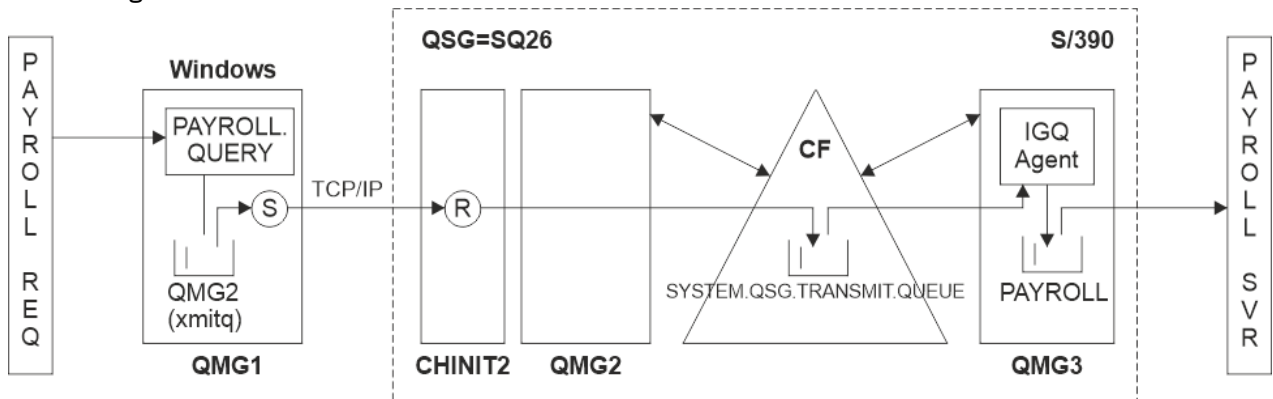 QSG=SQ26
S/390
P
A
Y
R
O
L
L
R
E
Q
Windows
PAYROLL.
QUERY
S
QMG2
(xmitq)
QMG1
TCP/IP
R
CHINIT2
QMG2
CF
SYSTEM.QSG.TRANSMIT.QUEUE
IGQ
Agent
PAYROLL
QMG3
P
A
Y
R
O
L
L
S
V
R